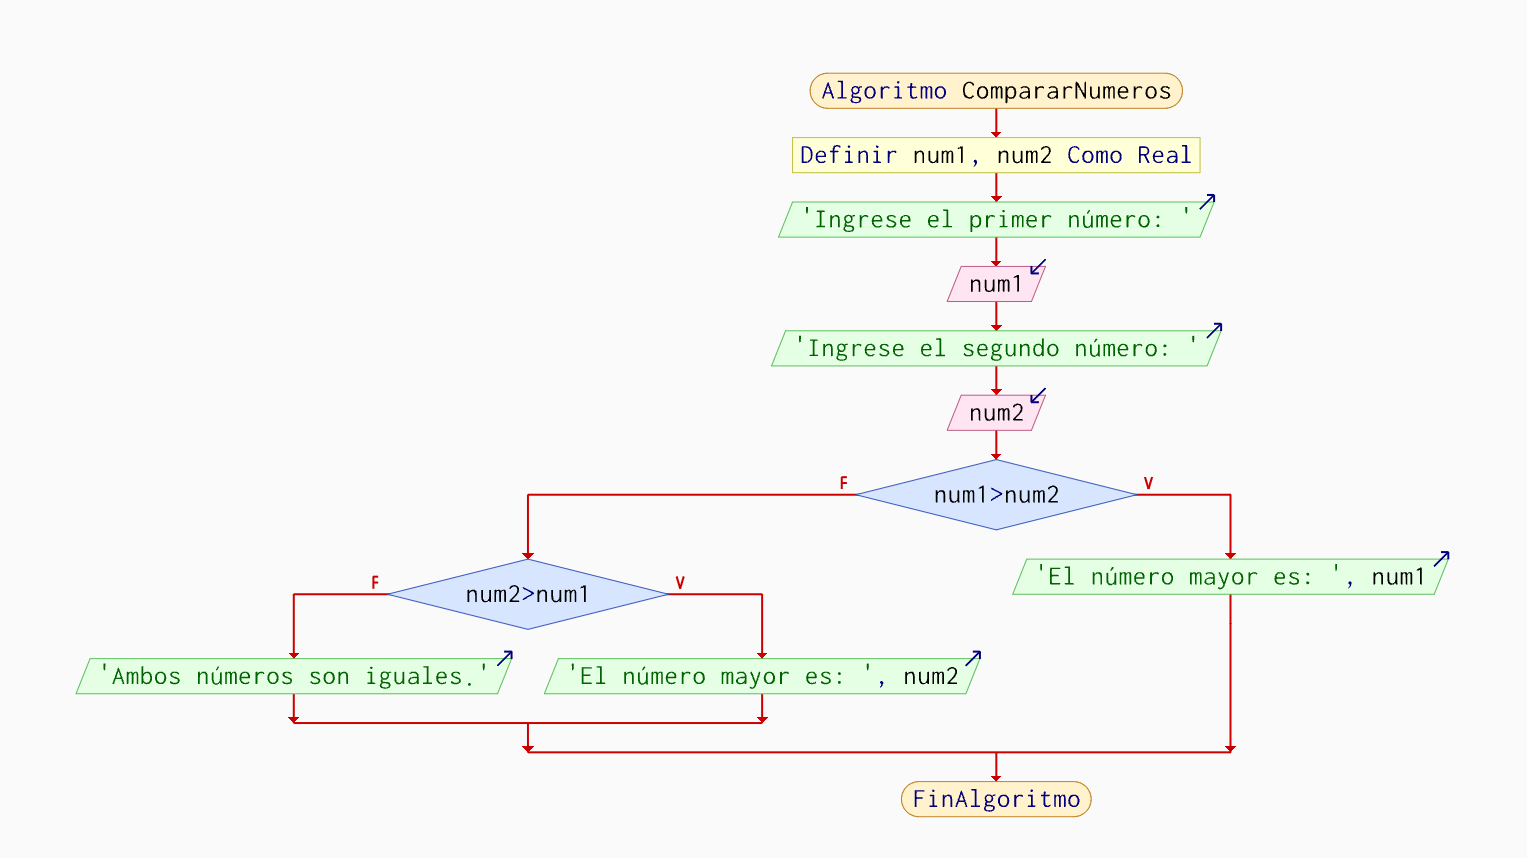 Algoritmo CompararNumeros
Definir num1, num2 Como Real
'Ingrese el primer número: '
num1
'Ingrese el segundo número: '
num2
F
num1>num2
V
F
num2>num1
V
'El número mayor es: ', num1
'Ambos números son iguales.'
'El número mayor es: ', num2
FinAlgoritmo